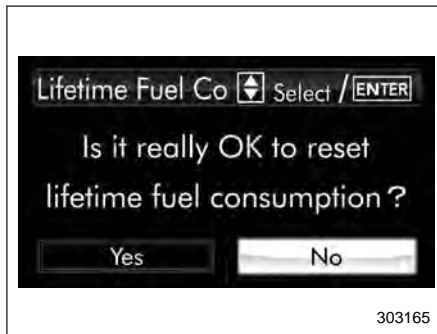 Lifetime Fuel Co Select / ENTER
Is it really OK to reset
lifetime fuel consumption ?
Yes No
303165